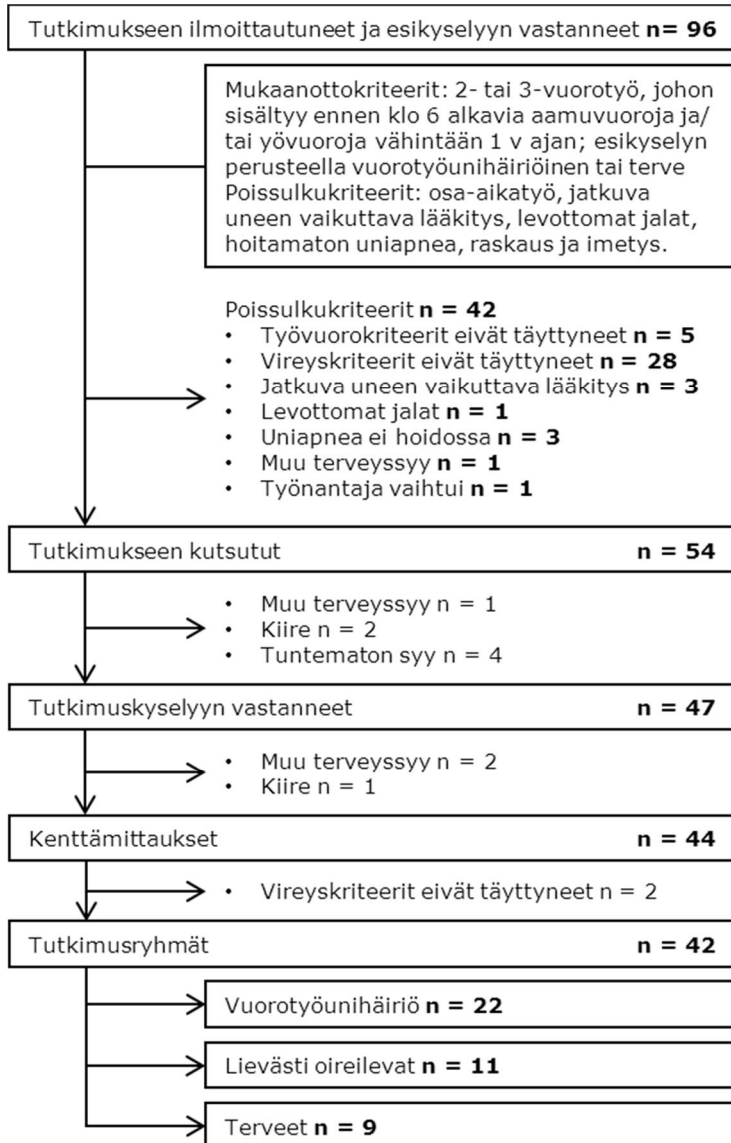 Tutkimukseen ilmoittautuneet ja esikyselyyn vastanneet n= 96
Mukaanottokriteerit: 2- tai 3-vuorotyö, johon
sisältyy ennen klo 6 alkavia aamuvuoroja ja/
tai yövuoroja vähintään 1 v ajan; esikyselyn
perusteella vuorotyöunihäiriöinen tai terve
Poissulkukriteerit: osa-aikatyö, jatkuva
uneen vaikuttava lääkitys, levottomat jalat,
hoitamaton uniapnea, raskaus ja imetys.
Poissulkukriteerit n = 42
• Työvuorokriteerit eivät täyttyneet n = 5
• Vireyskriteerit eivät täyttyneet n = 28
• Jatkuva uneen vaikuttava lääkitys n = 3
• Levottomat jalat n = 1
• Uniapnea ei hoidossa n = 3
• Muu terveyssyy n = 1
• Työnantaja vaihtui n = 1
Tutkimukseen kutsutut n = 54
• Muu terveyssyy n = 1
• Kiire n = 2
• Tuntematon syy n = 4
Tutkimuskyselyyn vastanneet n = 47
• Muu terveyssyy n = 2
• Kiire n = 1
Kenttämittaukset n = 44
• Vireyskriteerit eivät täyttyneet n = 2
Tutkimusryhmät n = 42
Vuorotyöunihäiriö n = 22
Lievästi oireilevat n = 11
Terveet n = 9